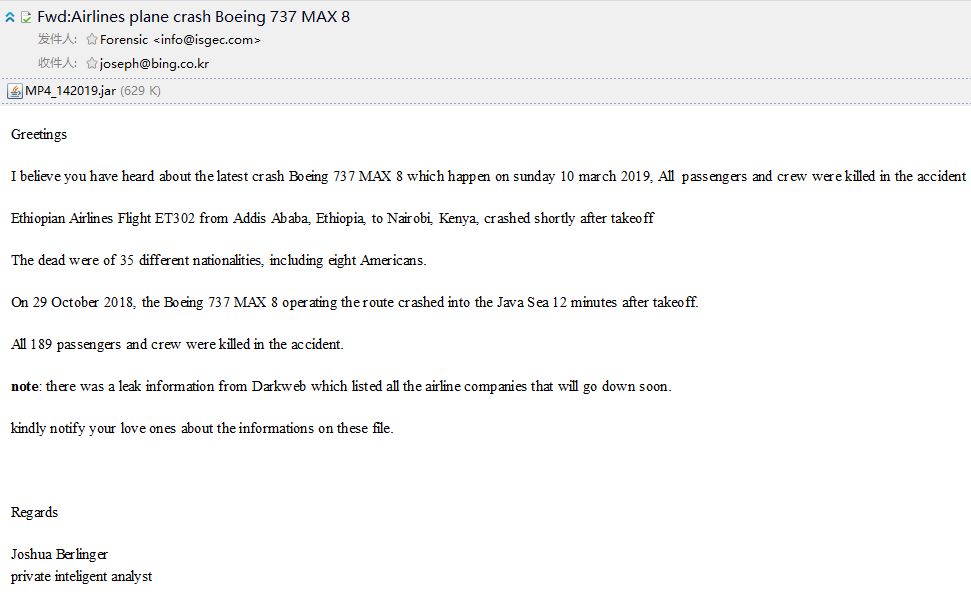 Fwd:Airlines plane crash Boeing 737 MAX 8
发件人: Forensic <info@isgec.com>
收件人: joseph@bing.co.kr
MP4_142019.jar (629 K)
Greetings
I believe you have heard about the latest crash Boeing 737 MAX 8 which happen on sunday 10 march 2019, All passengers and crew were killed in the accident
Ethiopian Airlines Flight ET302 from Addis Ababa, Ethiopia, to Nairobi, Kenya, crashed shortly after takeoff
The dead were of 35 different nationalities, including eight Americans.
On 29 October 2018, the Boeing 737 MAX 8 operating the route crashed into the Java Sea 12 minutes after takeoff.
All 189 passengers and crew were killed in the accident.
note: there was a leak information from Darkweb which listed all the airline companies that will go down soon.
kindly notify your love ones about the informations on these file.
Regards
Joshua Berlinger
private inteligent analyst